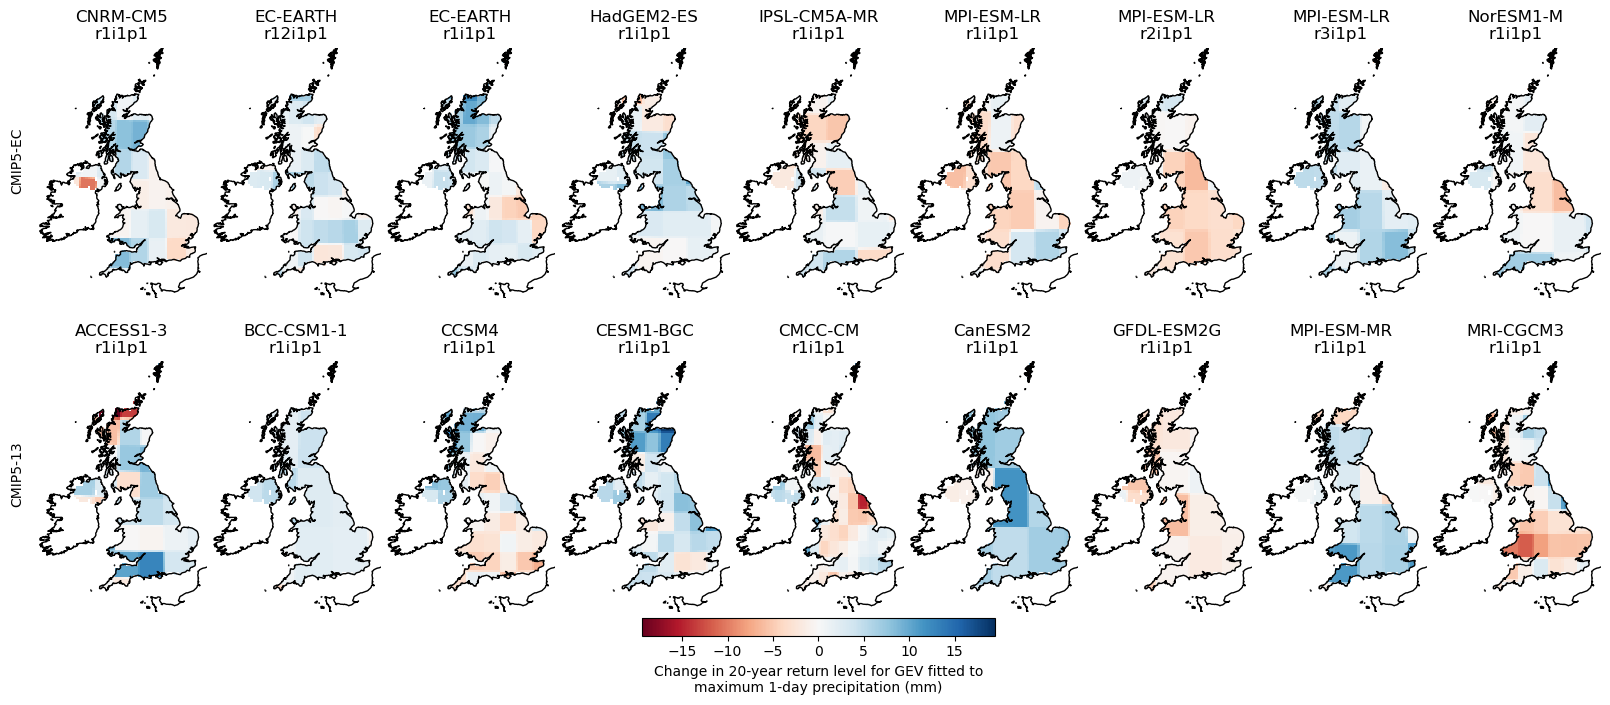 CNRM-CM5 EC-EARTH EC-EARTH HadGEM2-ES IPSL-CM5A-MR MPI-ESM-LR MPI-ESM-LR MPI-ESM-LR NorESM1-M
r1i1p1 r12i1p1 r1i1p1 r1i1p1 r1i1p1 r1i1p1 r2i1p1 r3i1p1 r1i1p1
CMIP5-EC
ACCESS1-3 BCC-CSM1-1 CCSM4 CESM1-BGC CMCC-CM CanESM2 GFDL-ESM2G MPI-ESM-MR MRI-CGCM3
r1i1p1 r1i1p1 r1i1p1 r1i1p1 r1i1p1 r1i1p1 r1i1p1 r1i1p1 r1i1p1
CMIP5-13
−15 −10 −5 0 5 10 15
Change in 20-year return level for GEV fitted to
maximum 1-day precipitation (mm)